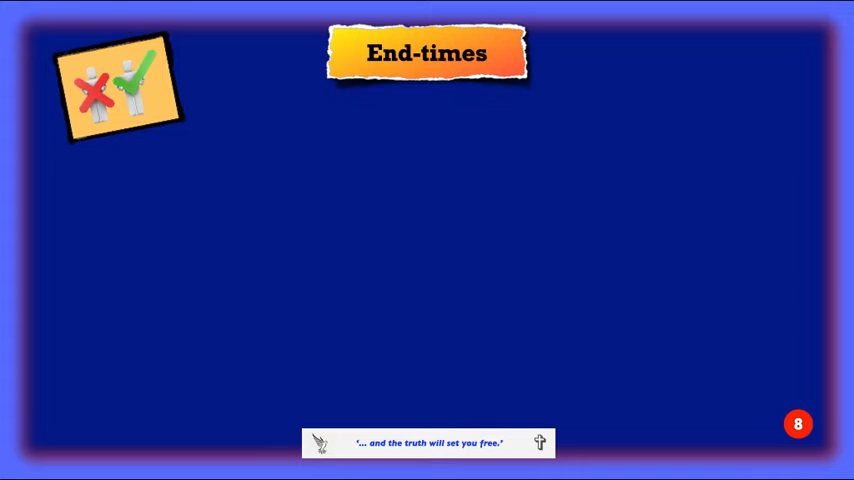 End-times
8
‘... and the truth will set you free.’